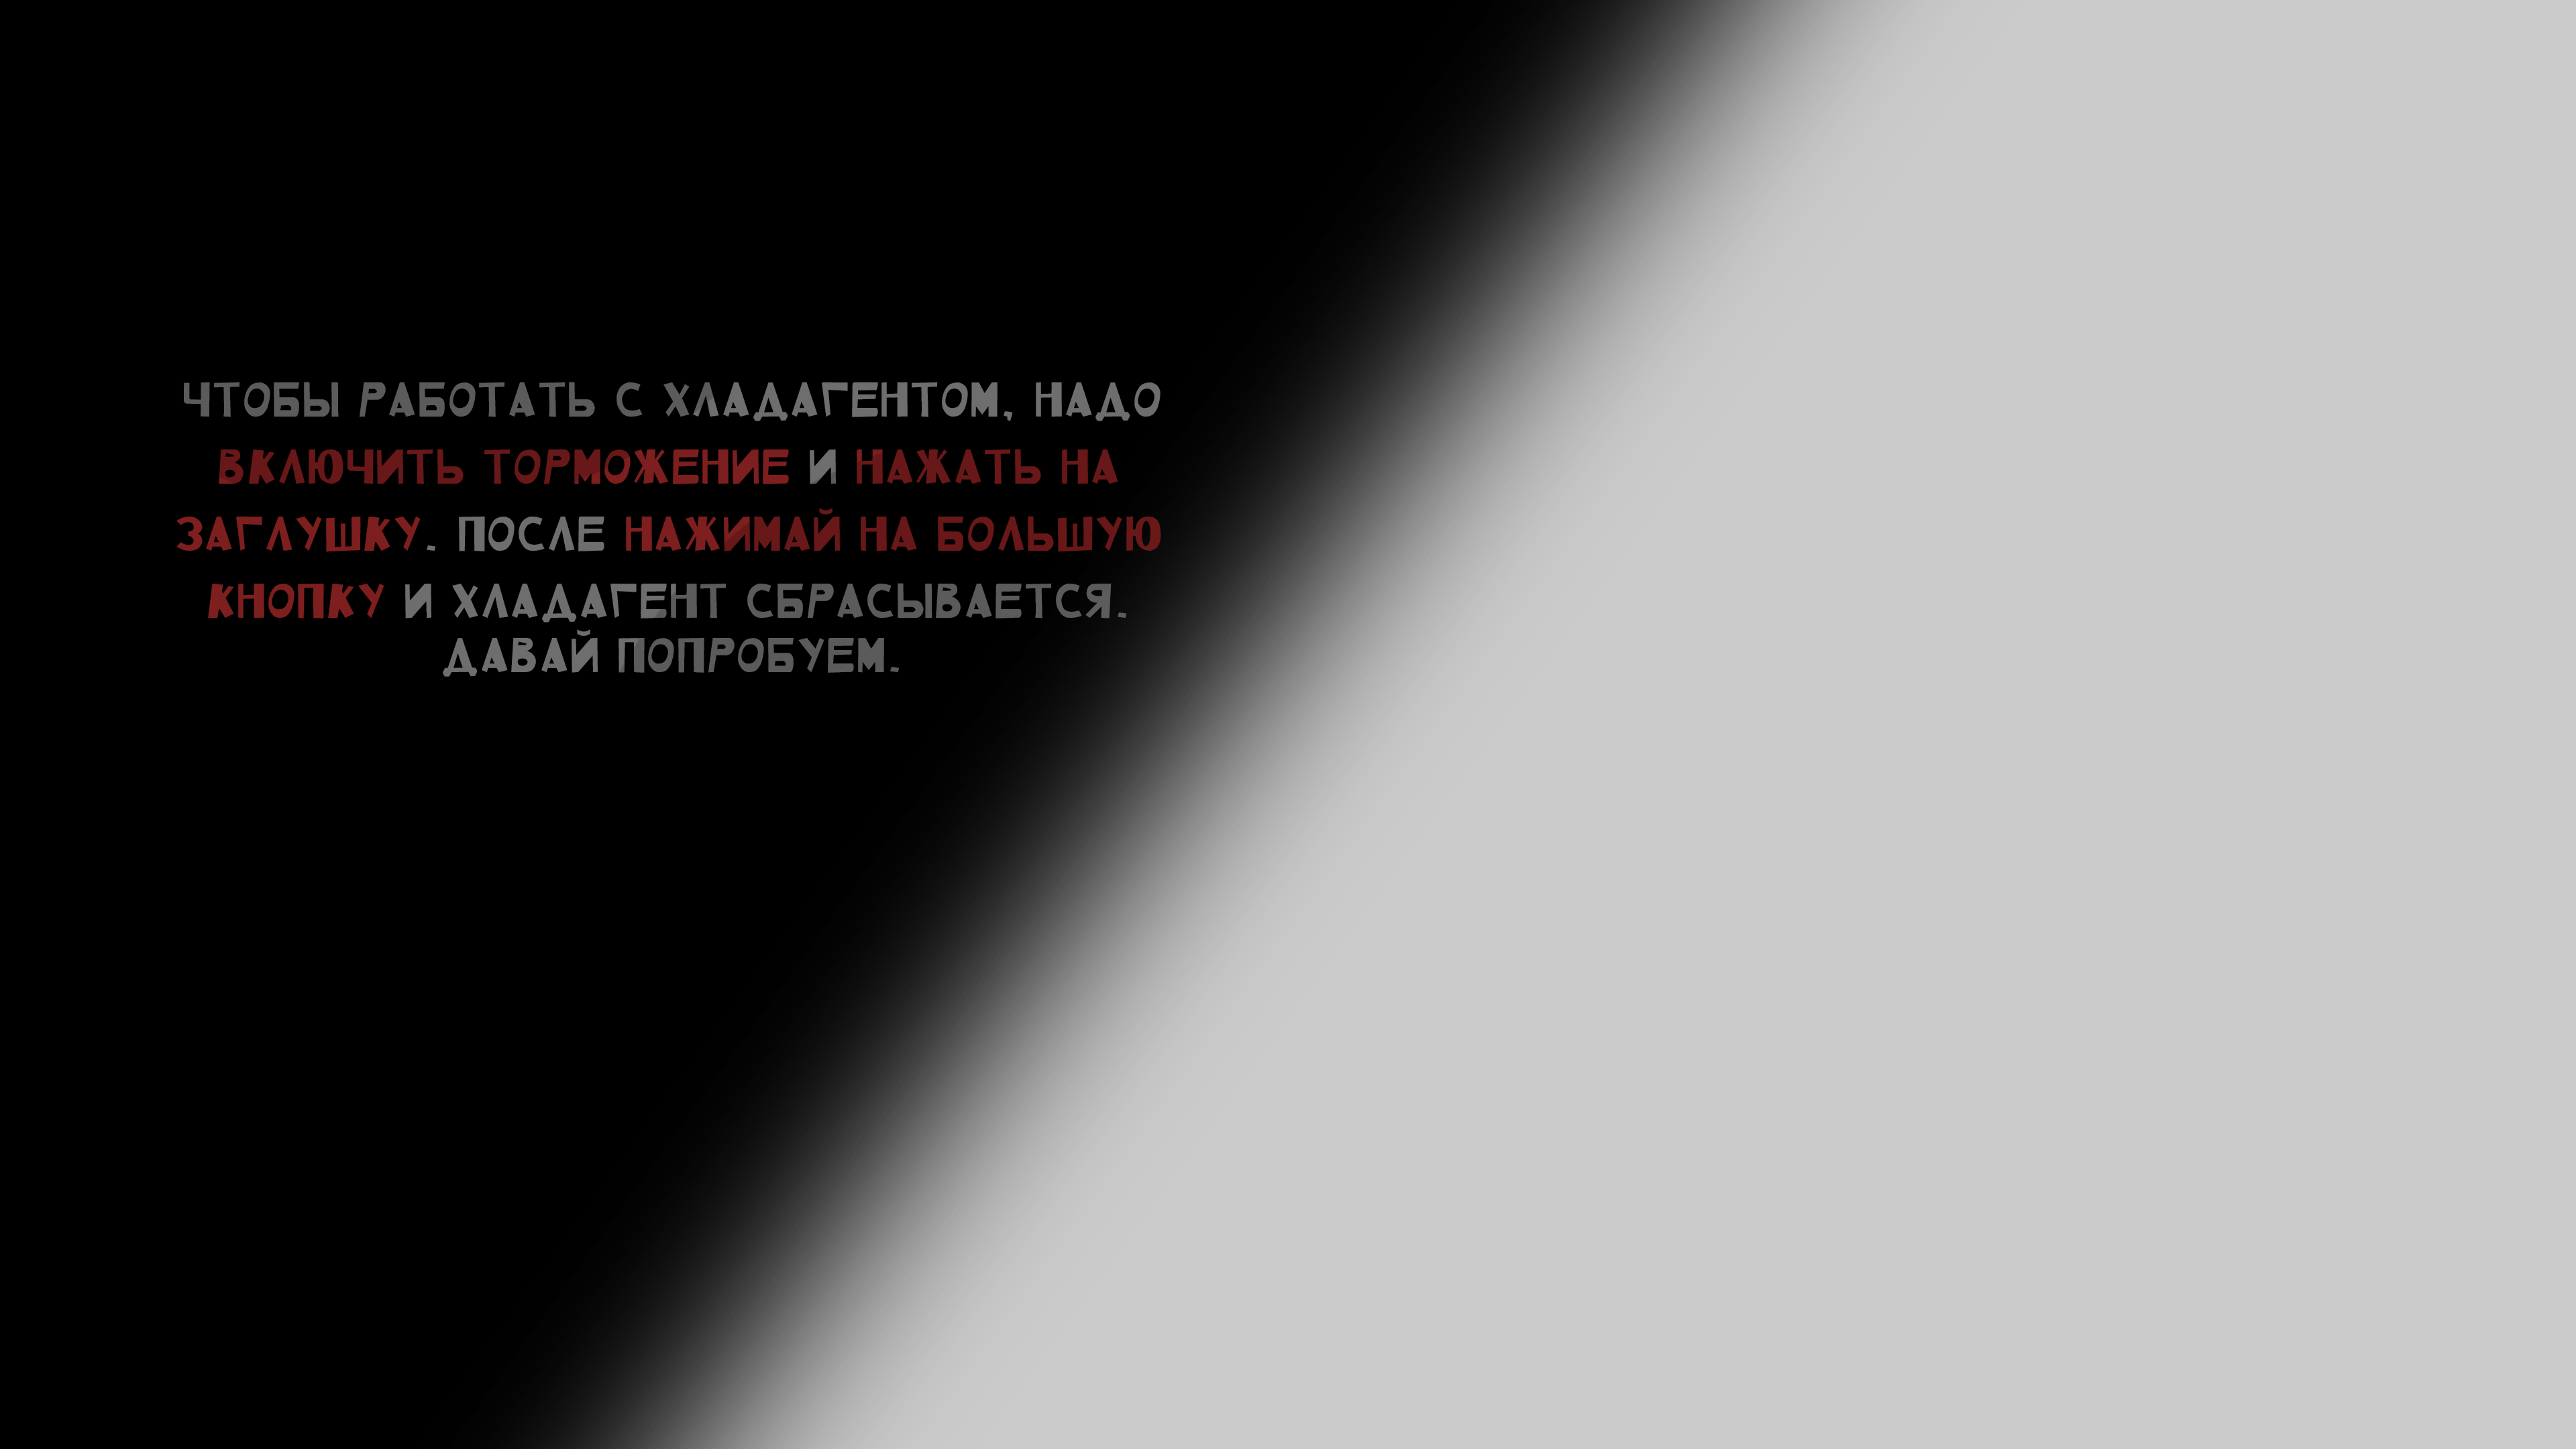 ЧТОБЫ РАБОТАТЬ С ХЛАДАГЕНТОМ, НАДО
ВКЛЮЧИТЬ ТОРМОЖЕНИЕ И НАЖАТЬ НА
ЗАГЛУШКУ. ПОСЛЕ НАЖИМАЙ НА БОЛЬШУЮ
КНОПКУ И ХЛАДАГЕНТ СБРАСЫВАЕТСЯ.
ДАВАЙ ПОПРОБУЕМ.